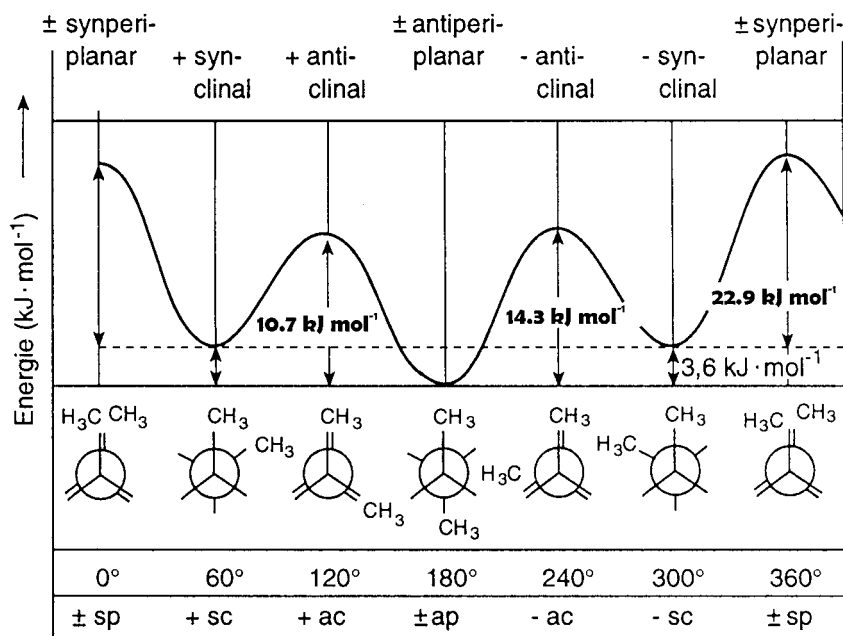 ± synperi-
planar
+ syn-
clinal
+ anti-
clinal
± antiperi-
planar
- anti-
clinal
- syn-
clinal
± synperi-
planar
Energie (kJ · mol⁻¹)
10.7 kJ mol⁻¹
14.3 kJ mol⁻¹
22.9 kJ mol⁻¹
3,6 kJ · mol⁻¹
H₃C CH₃
CH₃
CH₃
CH₃
CH₃
CH₃
CH₃
CH₃
H₃C
CH₃
H₃C
H₃C CH₃
0° 60° 120° 180° 240° 300° 360°
± sp + sc + ac ± ap - ac - sc ± sp